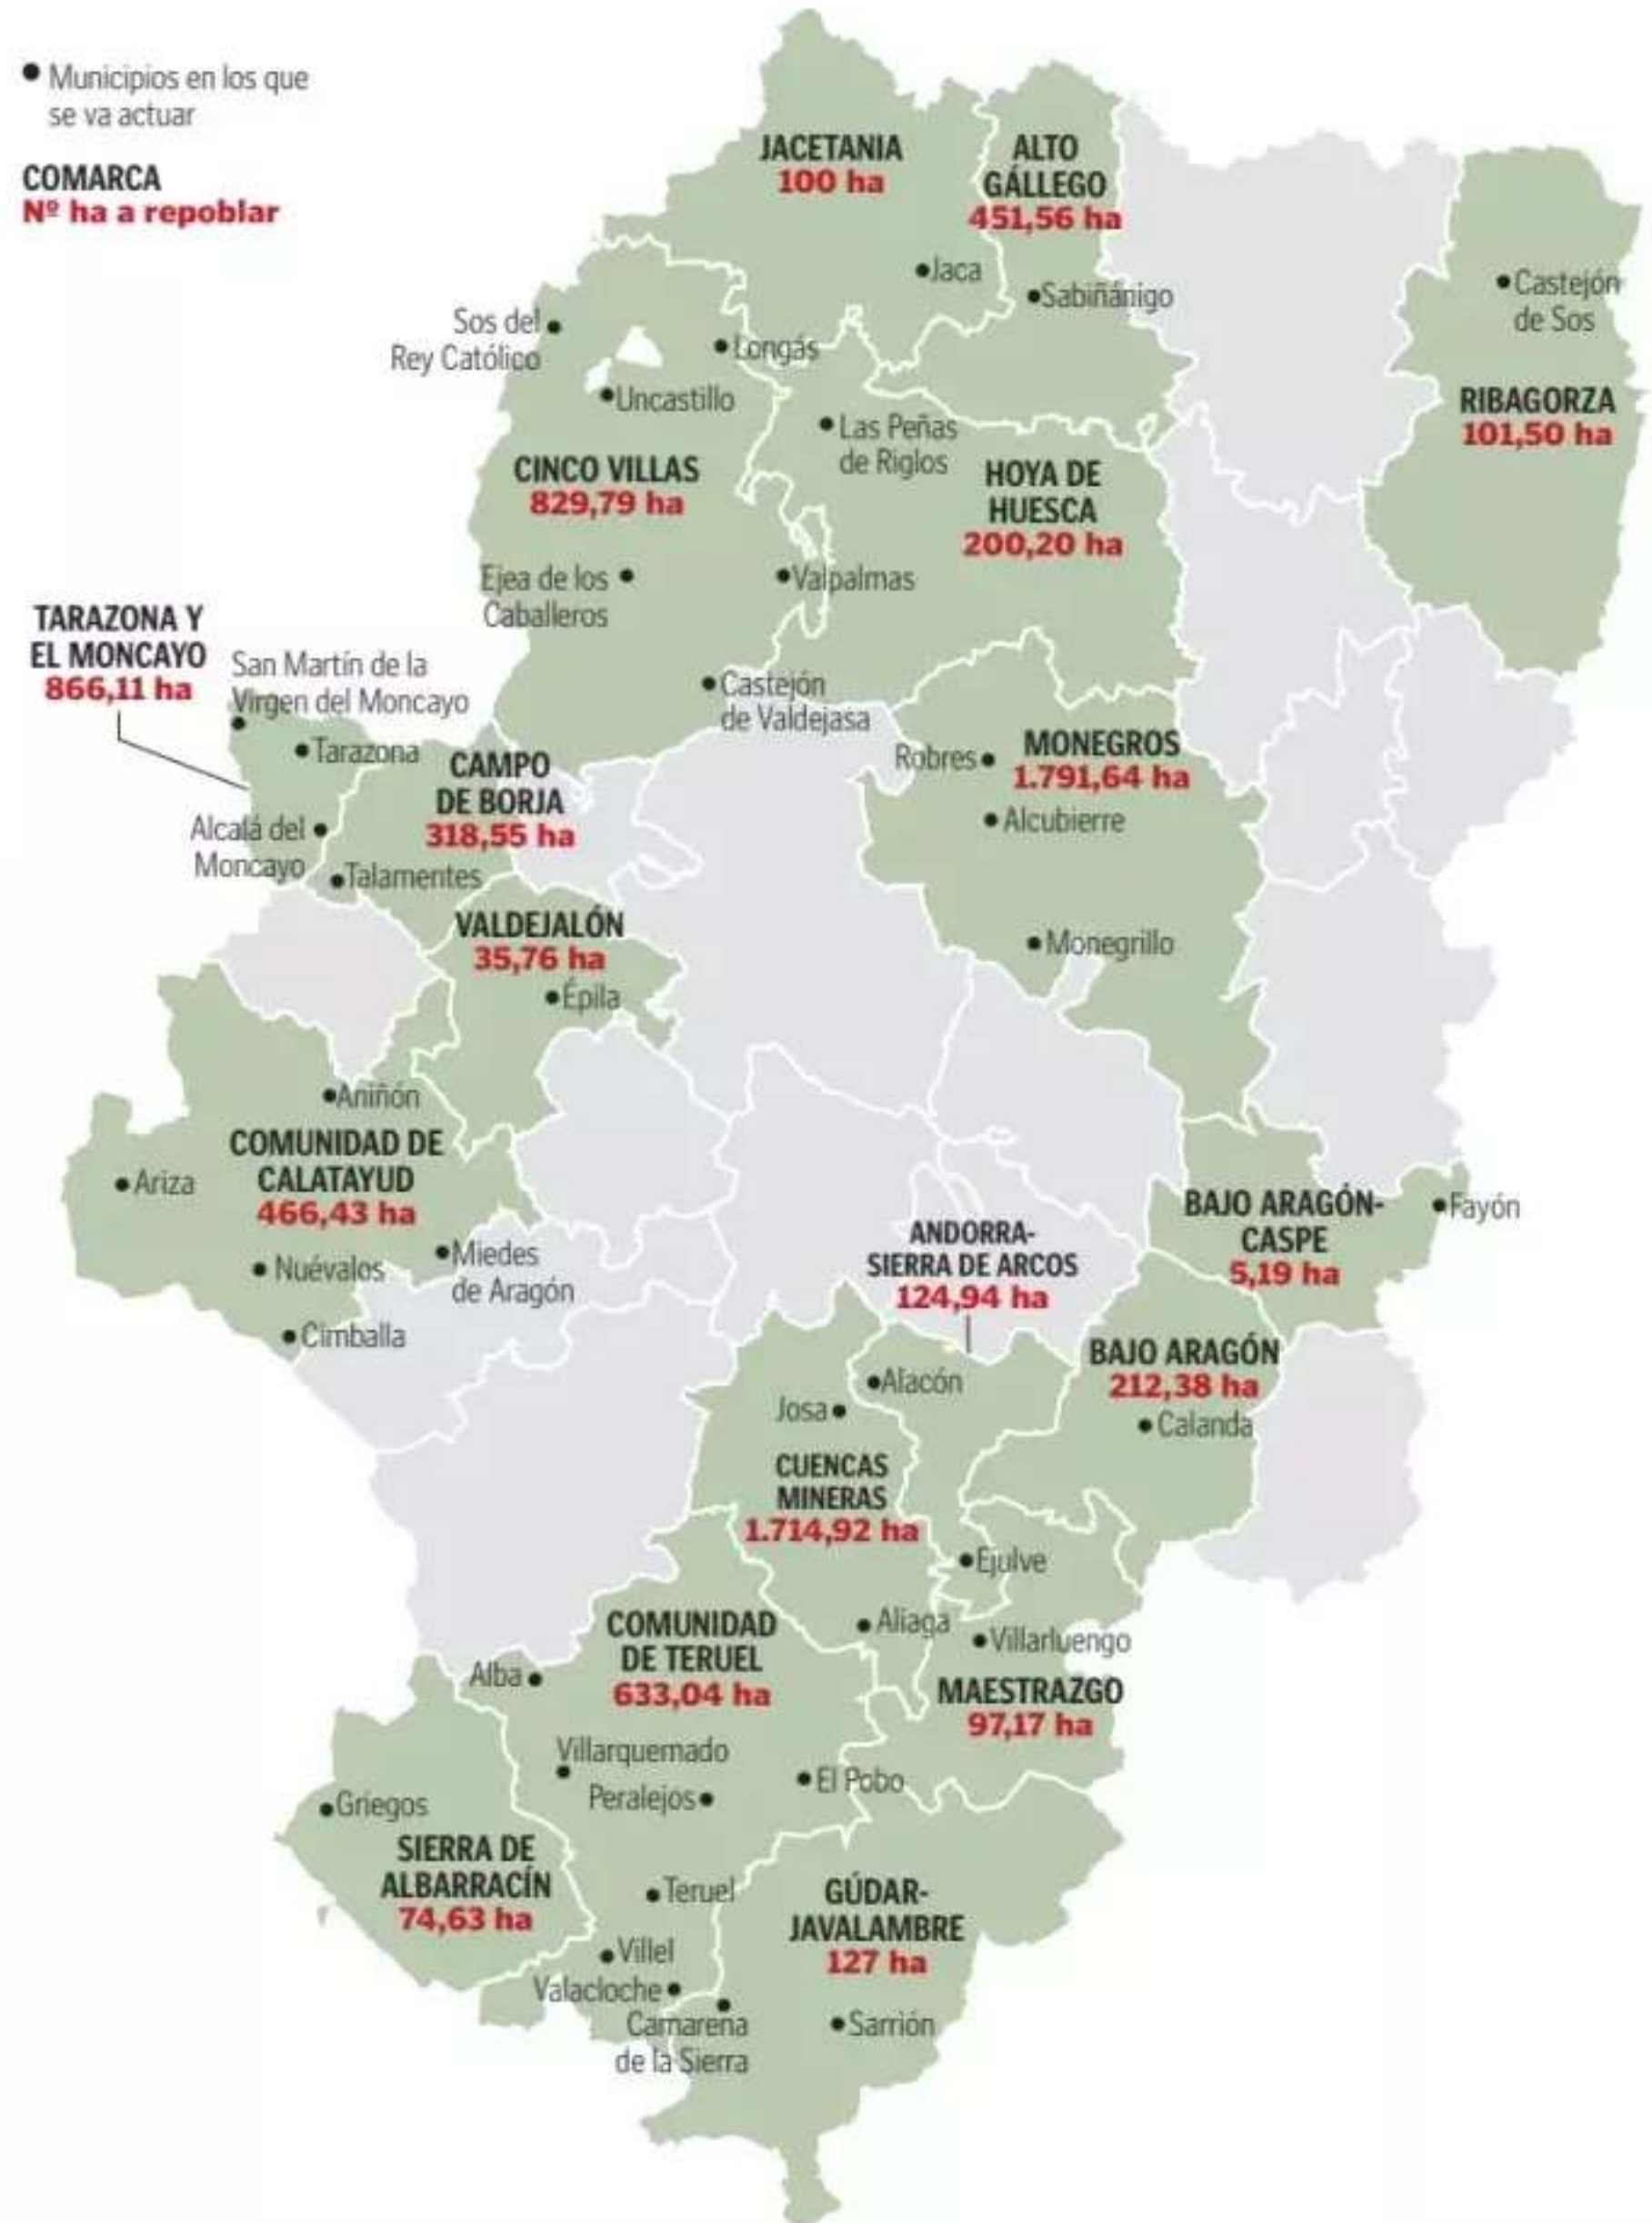 Municipios en los que
se va actuar
COMARCA
Nº ha a repoblar
JACETANIA
100 ha
Jaca
ALTO
GÁLLEGO
451,56 ha
Sabiñánigo
Castejón
de Sos
RIBAGORZA
101,50 ha
Sos del
Rey Católico
Longás
Uncastillo
CINCO VILLAS
829,79 ha
Ejea de los
Caballeros
Valpalmas
Castejón
de Valdejasa
Las Peñas
de Riglos
HOYA DE
HUESCA
200,20 ha
TARAZONA Y
EL MONCAYO
866,11 ha
San Martín de la
Virgen del Moncayo
Tarazona
Alcalá del
Moncayo
CAMPO
DE BORJA
318,55 ha
Talamentes
Robres
MONEGROS
1.791,64 ha
Alcubierre
Monegrillo
VALDEJALÓN
35,76 ha
Épila
Aniñón
COMUNIDAD DE
CALATAYUD
466,43 ha
Ariza
Nuévalos
Miedes
de Aragón
Cimballa
BAJO ARAGÓN-
CASPE
5,19 ha
Fayón
ANDORRA-
SIERRA DE ARCOS
124,94 ha
Alacón
BAJO ARAGÓN
212,38 ha
Calanda
Josa
CUENCAS
MINERAS
1.714,92 ha
Ejulve
Aliaga
Villarluengo
MAESTRAZGO
97,17 ha
COMUNIDAD
DE TERUEL
633,04 ha
Alba
Villarquemado
Peralejos
El Pobo
Griegos
SIERRA DE
ALBARRACÍN
74,63 ha
Teruel
Villel
Valacloche
Camarena
de la Sierra
GÚDAR-
JAVALAMBRE
127 ha
Sarrión